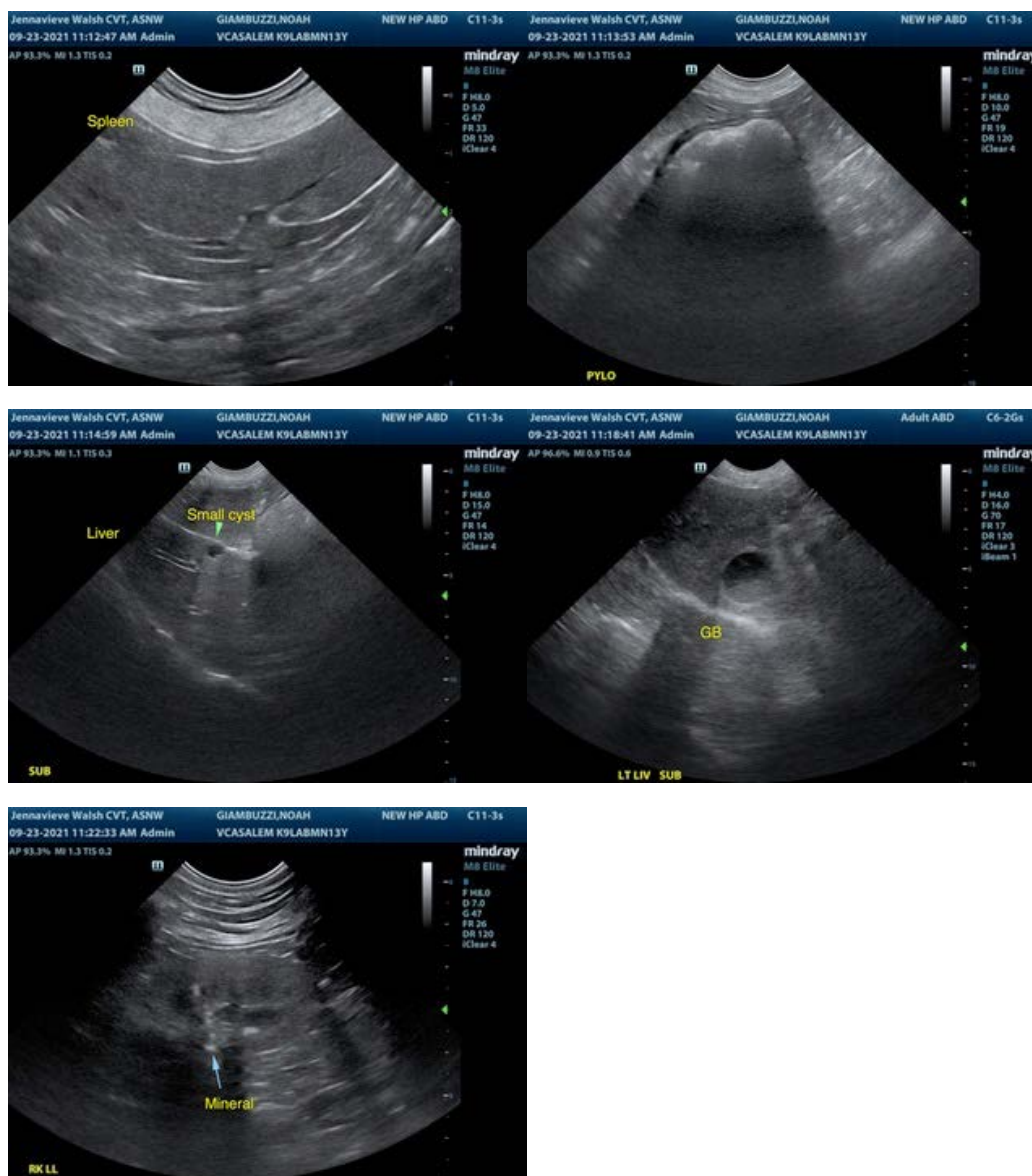 Jennavieve Walsh CVT, ASNW GIAMBUZZI,NOAH NEW HP ABD C11-3s
09-23-2021 11:12:47 AM Admin VCASALEM K9LABMN13Y
AP 93.3% MI 1.3 TIS 0.2
mindray
M8 Elite
B
F H8.0
D 5.0
G 47
FR 33
DR 120
iClear 4
Spleen
Jennavieve Walsh CVT, ASNW GIAMBUZZI,NOAH NEW HP ABD C11-3s
09-23-2021 11:13:53 AM Admin VCASALEM K9LABMN13Y
AP 93.3% MI 1.3 TIS 0.2
mindray
M8 Elite
B
F H8.0
D 10.0
G 47
FR 19
DR 120
iClear 4
PYLO
Jennavieve Walsh CVT, ASNW GIAMBUZZI,NOAH NEW HP ABD C11-3s
09-23-2021 11:14:59 AM Admin VCASALEM K9LABMN13Y
AP 93.3% MI 1.1 TIS 0.3
mindray
M8 Elite
B
F H8.0
D 15.0
G 47
FR 14
DR 120
iClear 4
Small cyst
Liver
SUB
Jennavieve Walsh CVT, ASNW GIAMBUZZI,NOAH Adult ABD C6-2Gs
09-23-2021 11:18:41 AM Admin VCASALEM K9LABMN13Y
AP 96.6% MI 0.9 TIS 0.6
mindray
M8 Elite
B
F H4.0
D 16.0
G 70
FR 17
DR 120
iClear 3
iBeam 1
GB
LT LIV SUB
Jennavieve Walsh CVT, ASNW GIAMBUZZI,NOAH NEW HP ABD C11-3s
09-23-2021 11:22:33 AM Admin VCASALEM K9LABMN13Y
AP 93.3% MI 1.3 TIS 0.2
mindray
M8 Elite
B
F H8.0
D 7.0
G 47
FR 26
DR 120
iClear 4
Mineral
RK LL